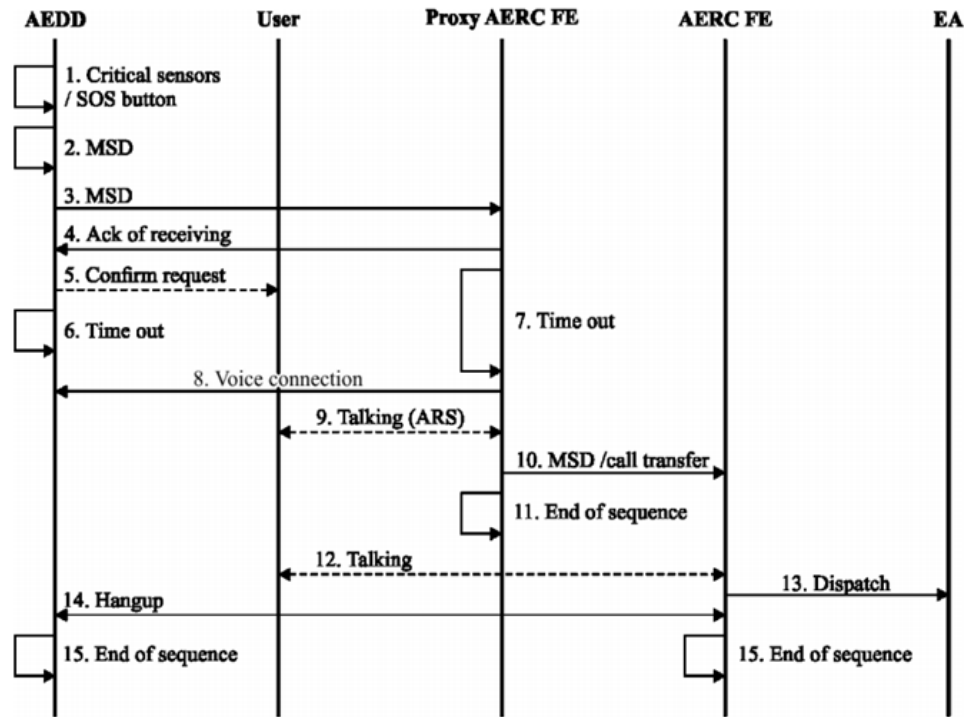 AEDD User Proxy AERC FE AERC FE EA
1. Critical sensors
/ SOS button
2. MSD
3. MSD
4. Ack of receiving
5. Confirm request
6. Time out
7. Time out
8. Voice connection
9. Talking (ARS)
10. MSD /call transfer
11. End of sequence
12. Talking
13. Dispatch
14. Hangup
15. End of sequence
15. End of sequence